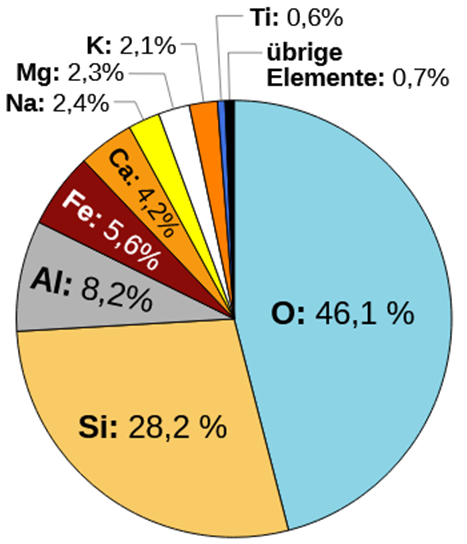 Ti: 0,6%
K: 2,1%
übrige
Elemente: 0,7%
Mg: 2,3%
Na: 2,4%
Ca: 4,2%
Fe: 5,6%
Al: 8,2%
O: 46,1 %
Si: 28,2 %